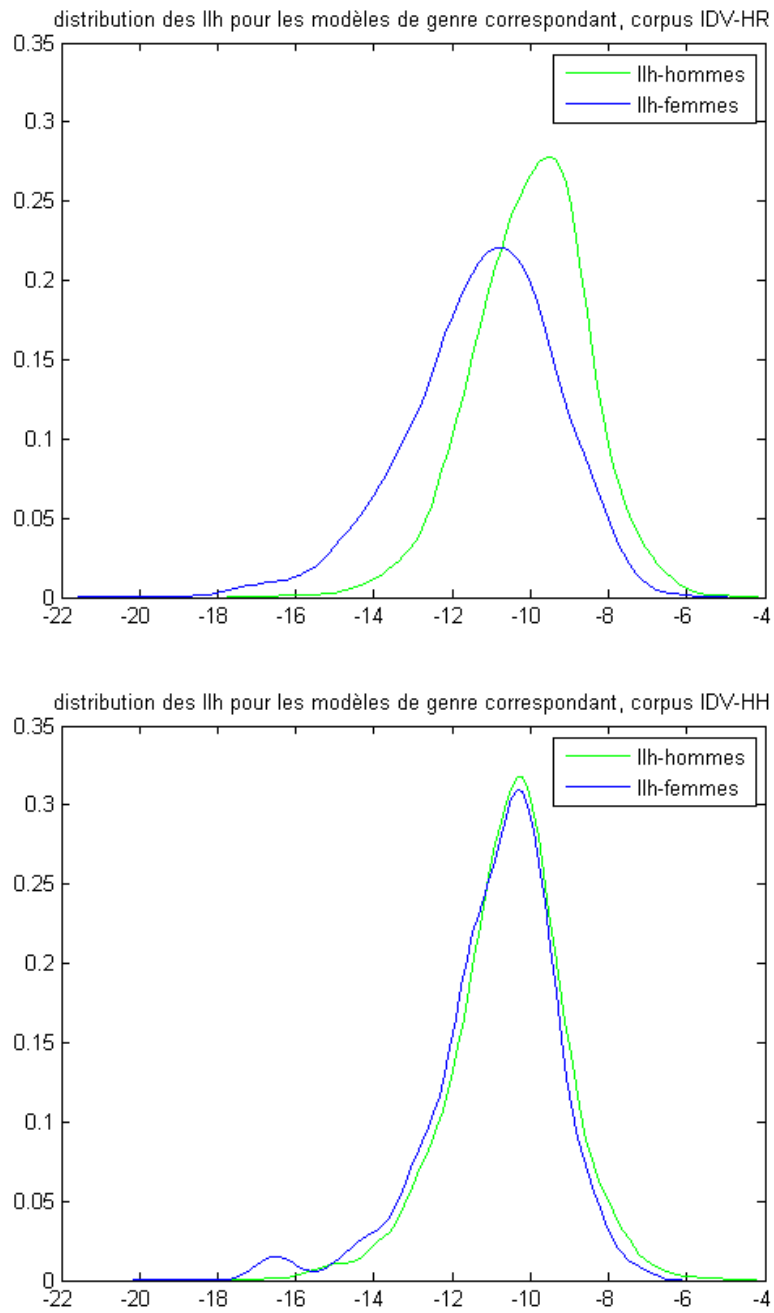 distribution des llh pour les modèles de genre correspondant, corpus IDV-HR
0.35
0.3
0.25
0.2
0.15
0.1
0.05
0
-22 -20 -18 -16 -14 -12 -10 -8 -6 -4
llh-hommes
llh-femmes
distribution des llh pour les modèles de genre correspondant, corpus IDV-HH
0.35
0.3
0.25
0.2
0.15
0.1
0.05
0
-22 -20 -18 -16 -14 -12 -10 -8 -6 -4
llh-hommes
llh-femmes